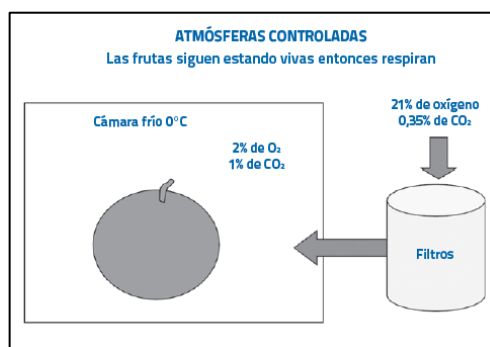 ATMÓSFERAS CONTROLADAS
Las frutas siguen estando vivas entonces respiran
Cámara frío 0°C
2% de O₂
1% de CO₂
21% de oxígeno
0,35% de CO₂
Filtros